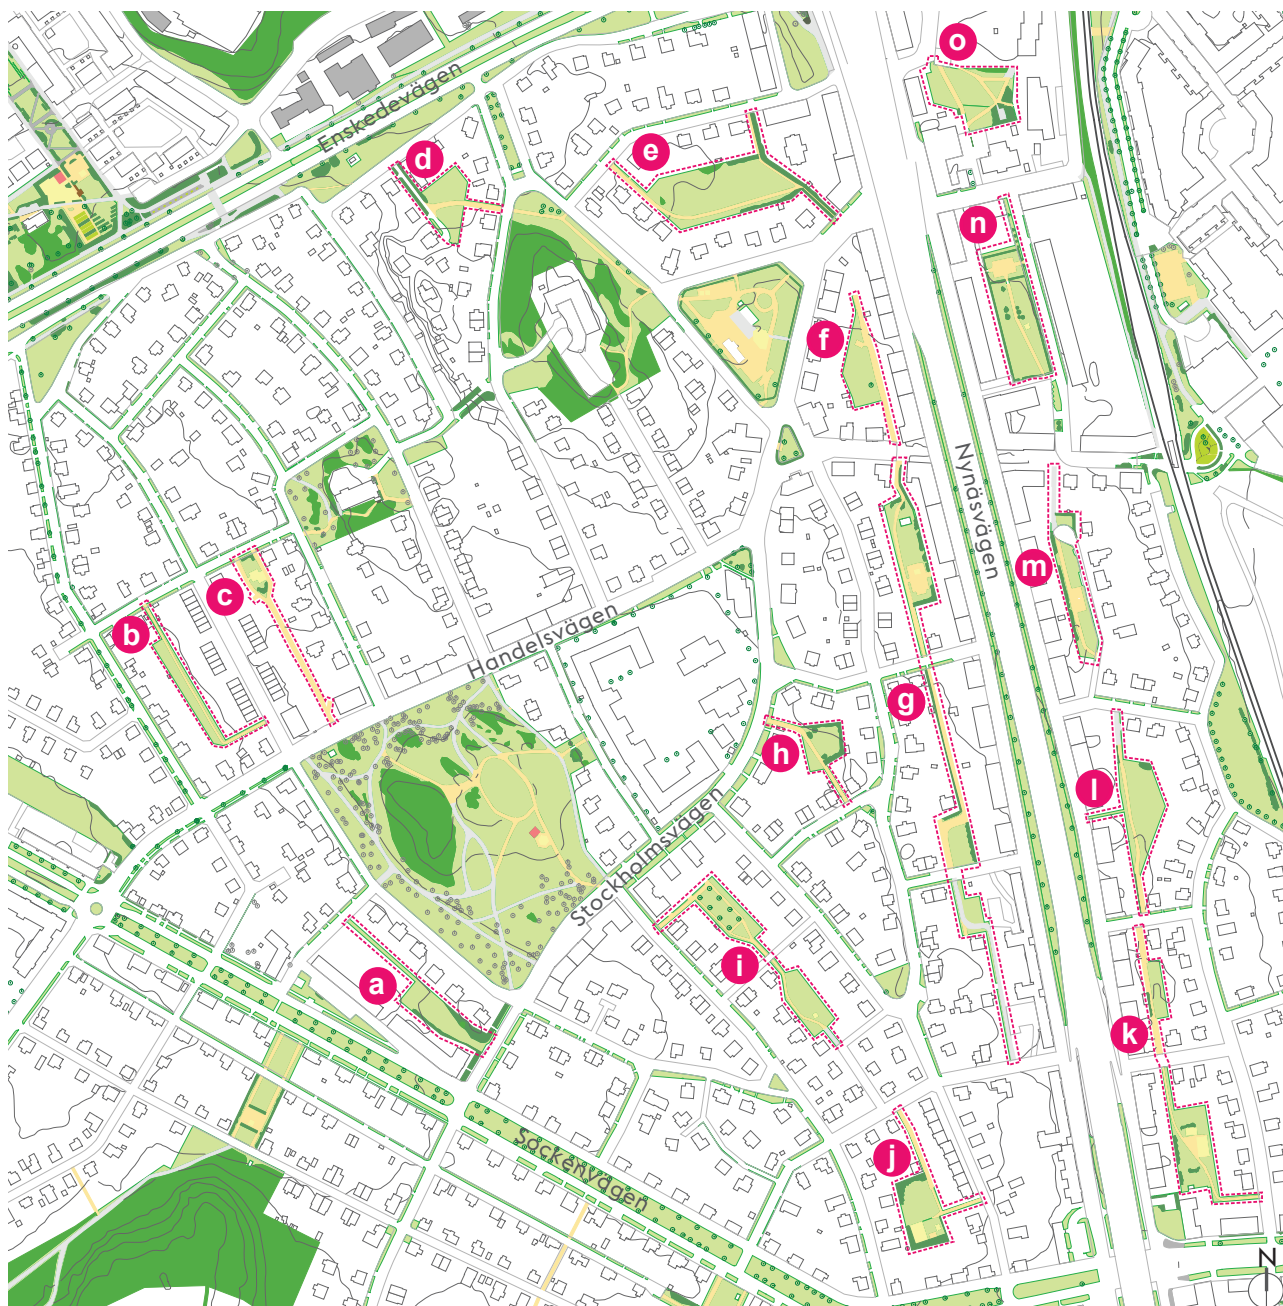 o
Enskedevägen
d
e
n
f
Nynäsvägen
m
c
b
Handelsvägen
g
h
l
Stockholmsvägen
i
a
k
Sockenvägen
j
N